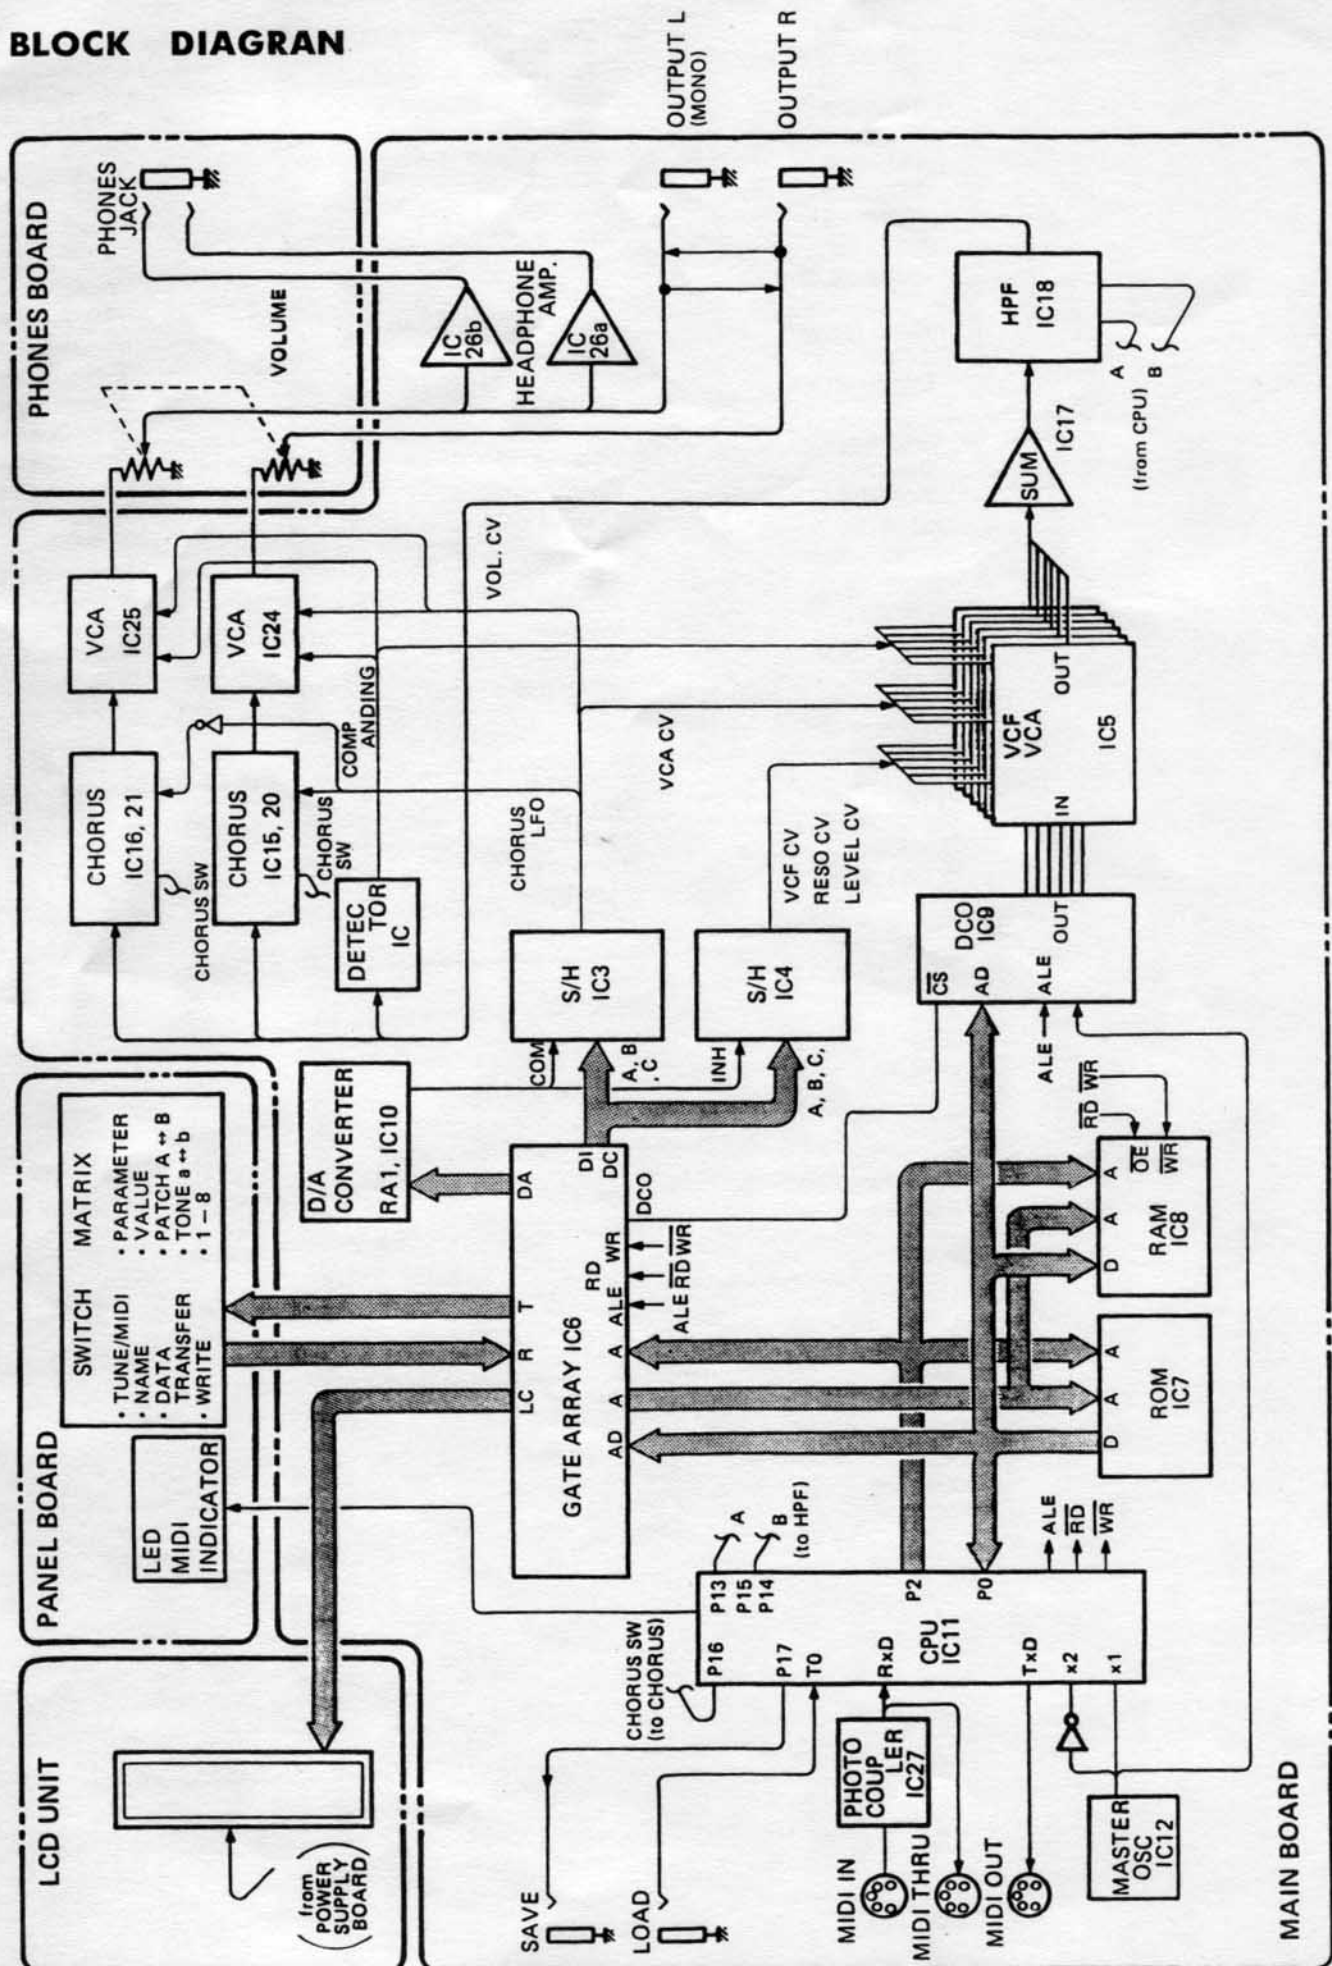 BLOCK DIAGRAN
OUTPUT L
(MONO)
OUTPUT R
PHONES BOARD
PHONES
JACK
VOLUME
IC
26b
HEADPHONE
AMP.
IC
26a
VCA
IC25
VCA
IC24
VOL. CV
CHORUS
IC16, 21
CHORUS SW
CHORUS
IC15, 20
CHORUS
SW
COMP
ANDING
DETEC
TOR
IC
CHORUS
LFO
VCA CV
VCF CV
RESO CV
LEVEL CV
HPF
IC18
A
B
(from CPU)
SUM
IC17
VCF
VCA
IN
OUT
IC5
DCO
IC9
CS
AD
ALE
OUT
ALE
S/H
IC3
COM
A, B
, C
S/H
IC4
INH
A, B, C,
D/A
CONVERTER
RA1, IC10
PANEL BOARD
SWITCH MATRIX
• TUNE/MIDI
• NAME
• DATA
TRANSFER
• WRITE
• PARAMETER
• VALUE
• PATCH A ↔ B
• TONE a ↔ b
• 1 – 8
LED
MIDI
INDICATOR
GATE ARRAY IC6
LC
R
T
DA
DI
DC
AD
A
A
ALE
RD
WR
DCO
ALE
RD
WR
RD
WR
RAM
IC8
D
A
A
OE
WR
ROM
IC7
D
A
A
LCD UNIT
(from
POWER
SUPPLY
BOARD)
CPU
IC11
P16
P17
T0
RxD
TxD
x2
x1
P13
P15
P14
P2
P0
A
B
(to HPF)
ALE
RD
WR
CHORUS SW
(to CHORUS)
SAVE
LOAD
PHOTO
COUP
LER
IC27
MIDI IN
MIDI THRU
MIDI OUT
MASTER
OSC
IC12
MAIN BOARD